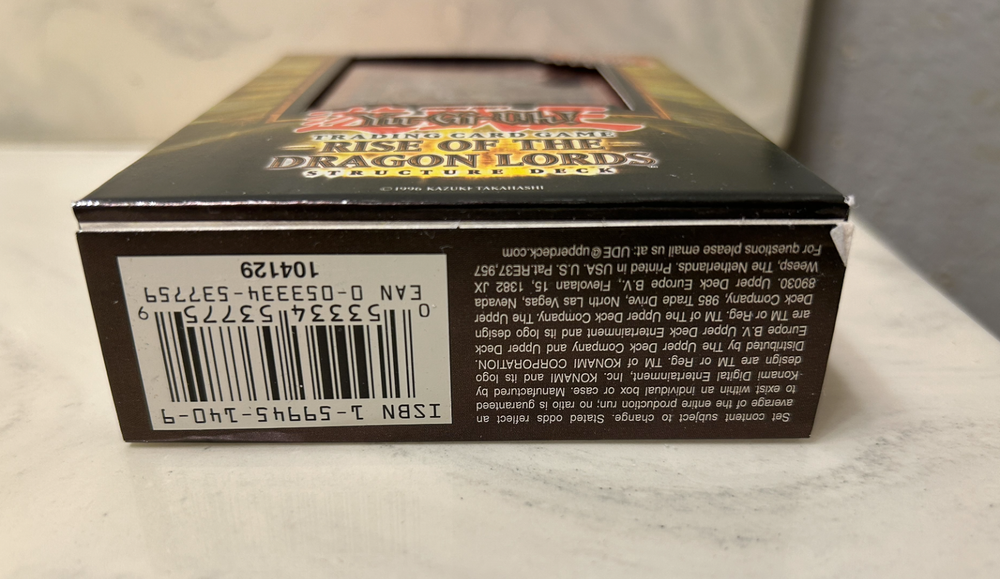 YU-GI-OH!
TRADING CARD GAME
RISE OF THE
DRAGON LORDS
STRUCTURE DECK
© 1996 KAZUKI TAKAHASHI
ISBN 1-59945-140-9
0 53334 53775 9
EAN 0-053334-537759
104129
Set content subject to change. Stated odds reflect an
average of the entire production run; no ratio is guaranteed
to exist within an individual box or case. Manufactured by
Konami Digital Entertainment, Inc. KONAMI and its logo
design are TM or Reg. TM of KONAMI CORPORATION.
Distributed by The Upper Deck Company and Upper Deck
Europe B.V. Upper Deck Entertainment and its logo design
are TM or Reg. TM of The Upper Deck Company. The Upper
Deck Company, 985 Trade Drive, North Las Vegas, Nevada
89030. Upper Deck Europe B.V., Flevolaan 15, 1382 JX
Weesp, The Netherlands. Printed in USA. U.S. Pat.RE37,957
For questions please email us at: UDE@upperdeck.com